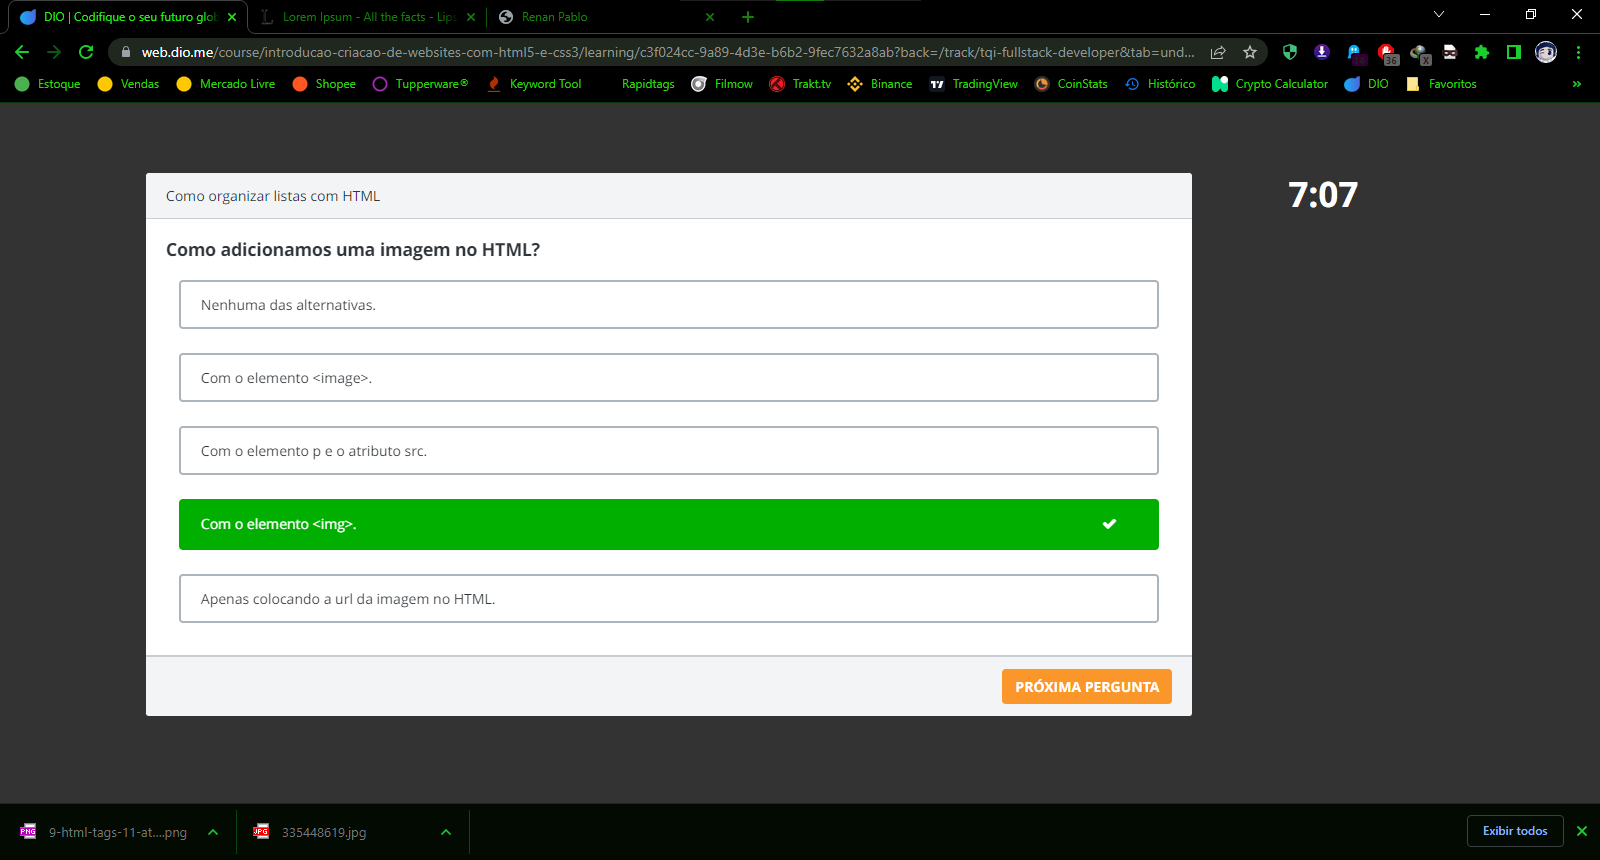 DIO | Codifique o seu futuro glob
Lorem Ipsum - All the facts - Lips
Renan Pablo
web.dio.me/course/introducao-criacao-de-websites-com-html5-e-css3/learning/c3f024cc-9a89-4d3e-b6b2-9fec7632a8ab?back=/track/tqi-fullstack-developer&tab=und...
36
X
Estoque
Vendas
Mercado Livre
Shopee
Tupperware®
Keyword Tool
Rapidtags
Filmow
Trakt.tv
Binance
TradingView
CoinStats
Histórico
Crypto Calculator
DIO
Favoritos
»
Como organizar listas com HTML
7:07
Como adicionamos uma imagem no HTML?
Nenhuma das alternativas.
Com o elemento <image>.
Com o elemento p e o atributo src.
Com o elemento <img>.
Apenas colocando a url da imagem no HTML.
PRÓXIMA PERGUNTA
PNG
9-html-tags-11-at....png
JPG
335448619.jpg
Exibir todos